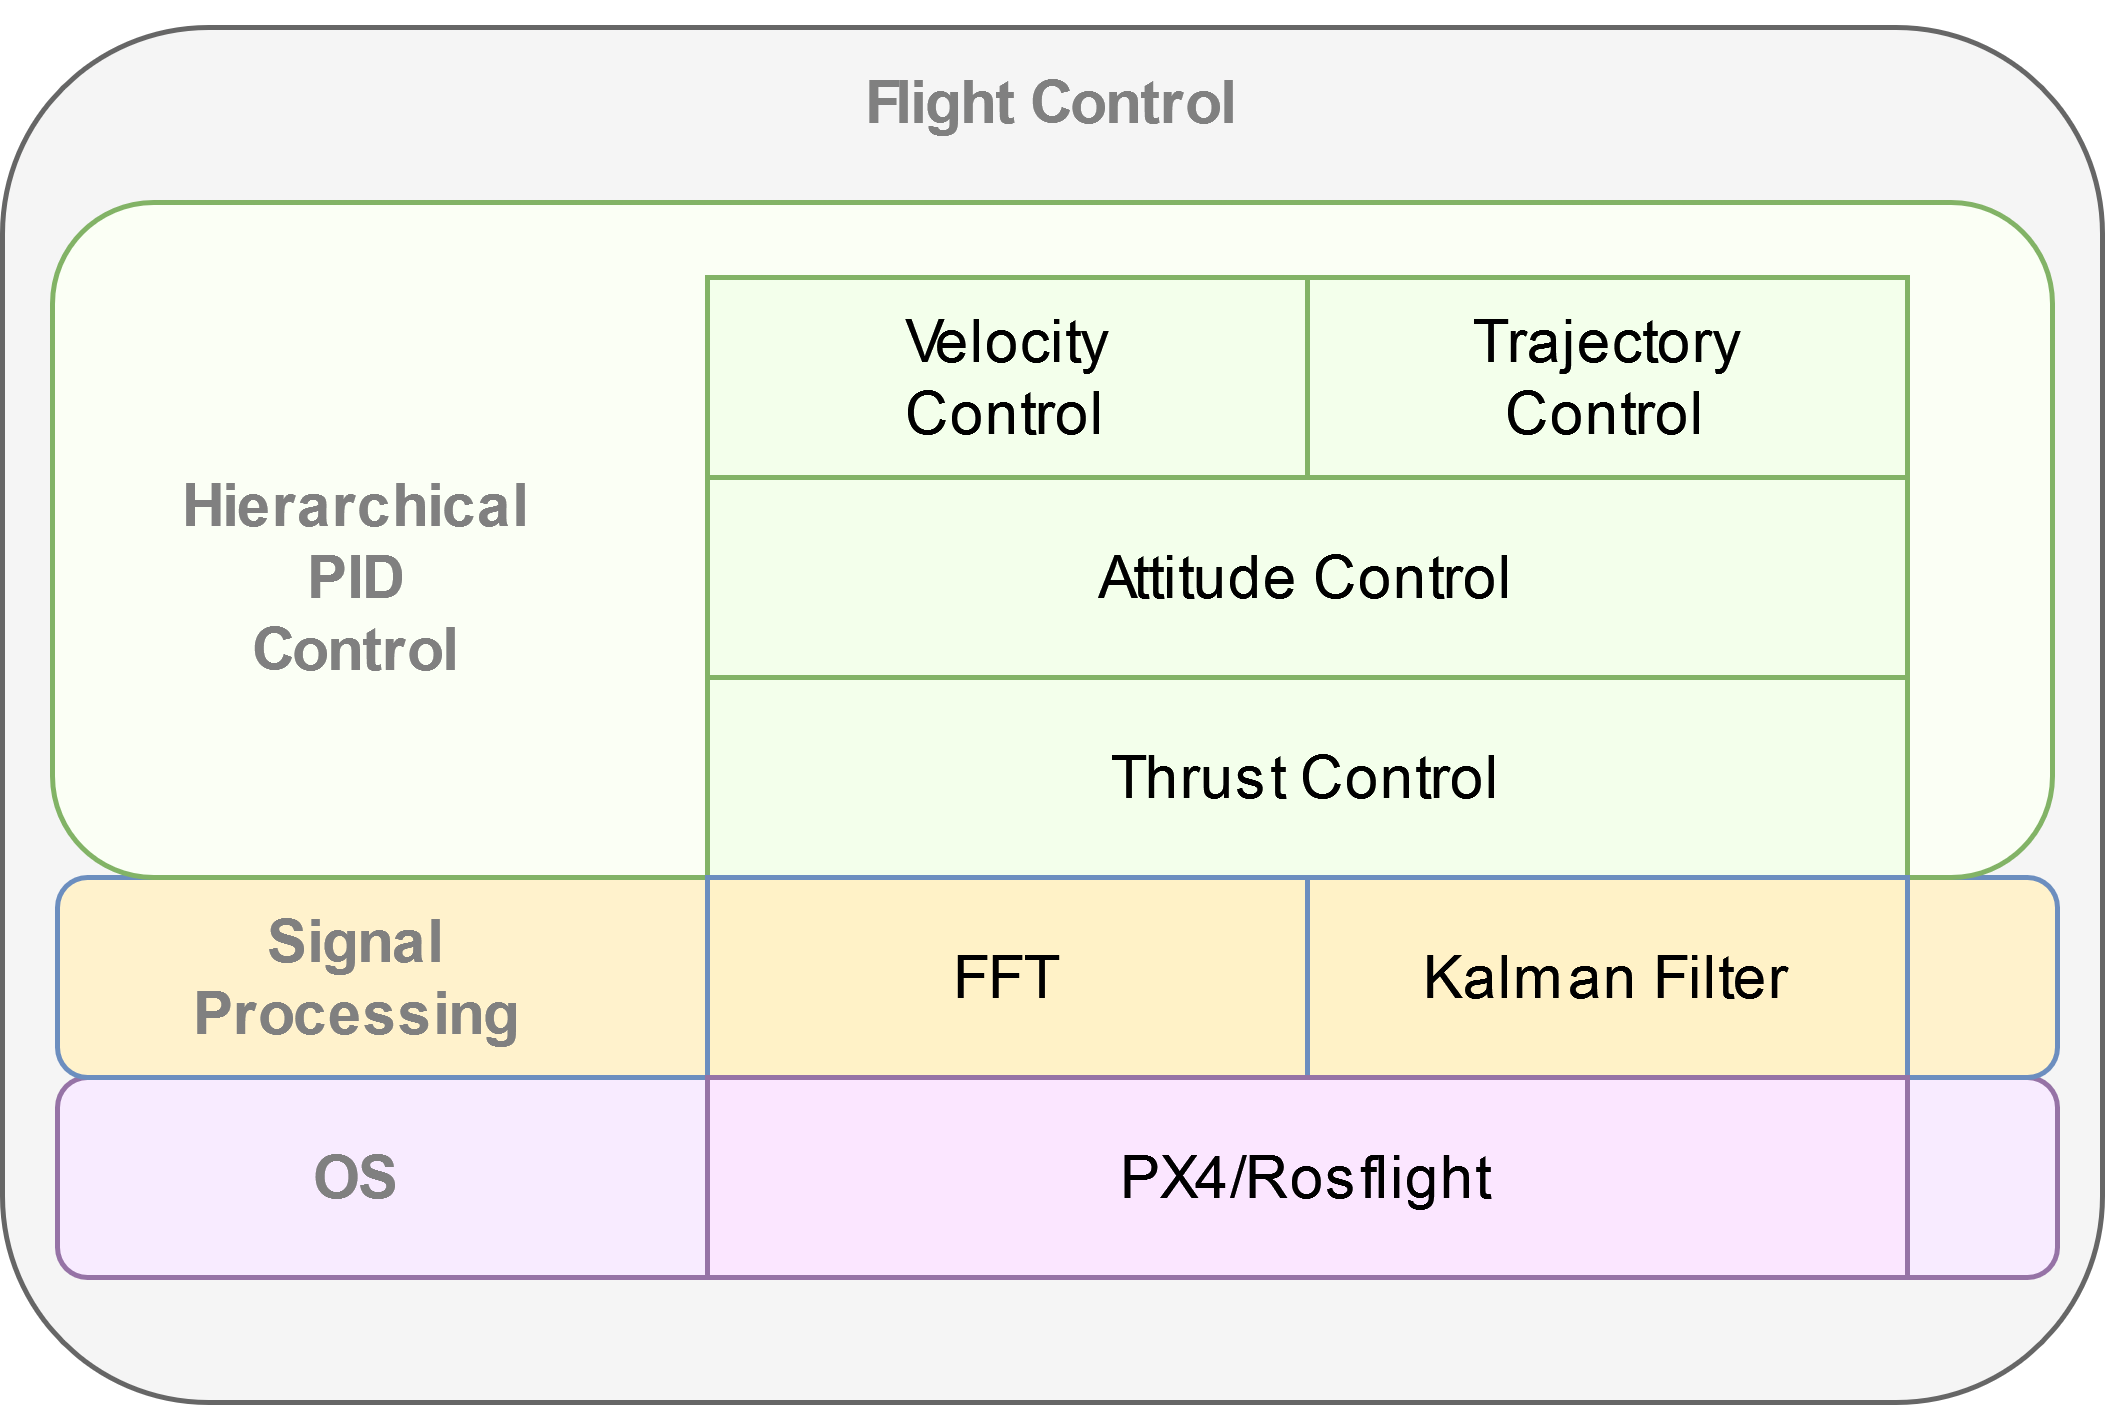 Flight Control
Velocity
Control
Trajectory
Control
Hierarchical
PID
Control
Attitude Control
Thrust Control
Signal
Processing
FFT
Kalman Filter
OS
PX4/Rosflight